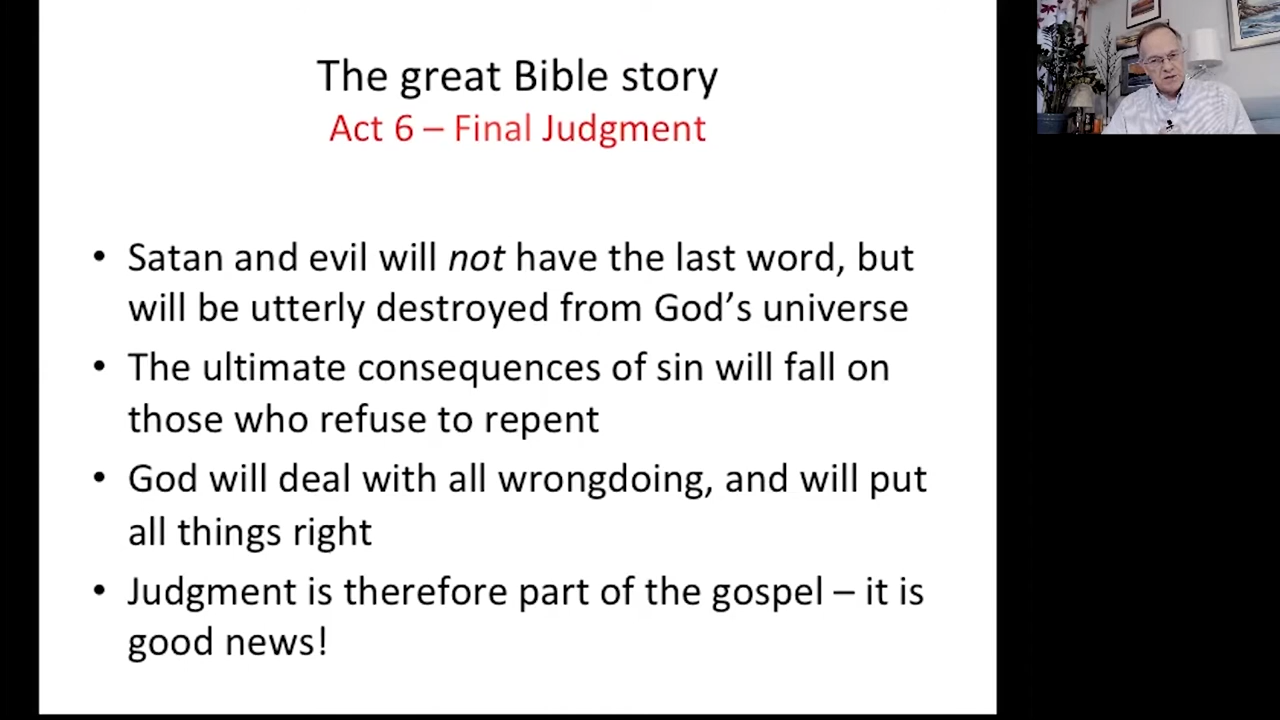 The great Bible story
Act 6 – Final Judgment
• Satan and evil will not have the last word, but
will be utterly destroyed from God’s universe
• The ultimate consequences of sin will fall on
those who refuse to repent
• God will deal with all wrongdoing, and will put
all things right
• Judgment is therefore part of the gospel – it is
good news!